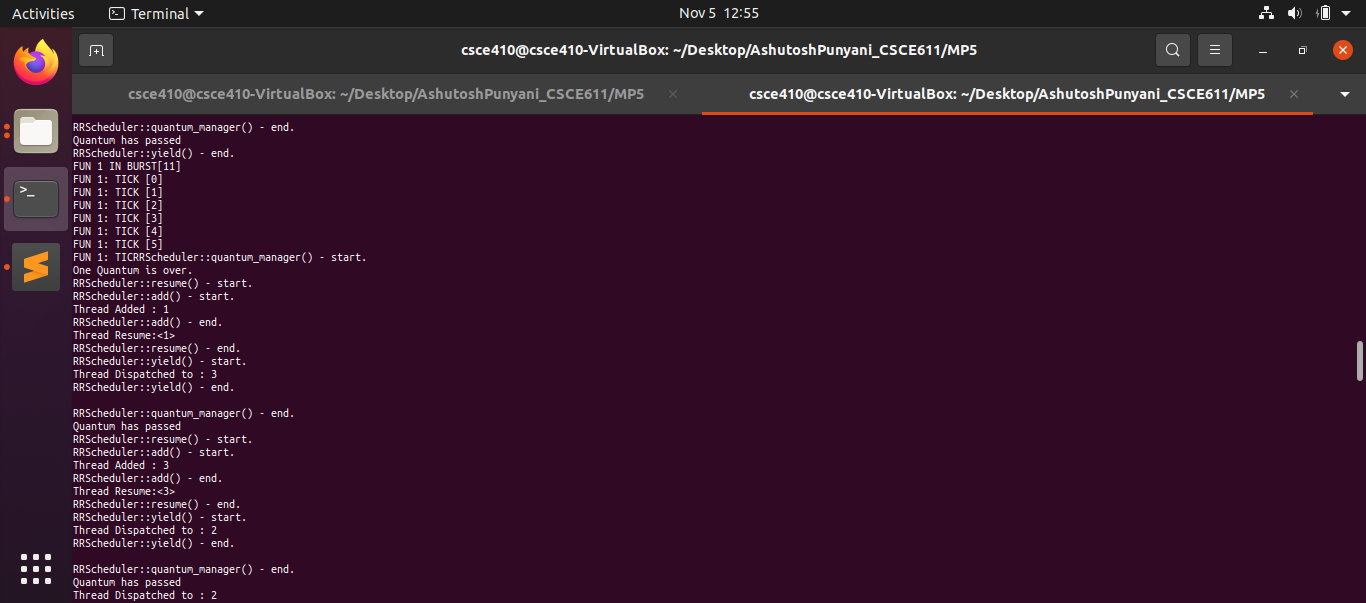 Activities Terminal Nov 5 12:55
csce410@csce410-VirtualBox: ~/Desktop/AshutoshPunyani_CSCE611/MP5
csce410@csce410-VirtualBox: ~/Desktop/AshutoshPunyani_CSCE611/MP5 × csce410@csce410-VirtualBox: ~/Desktop/AshutoshPunyani_CSCE611/MP5 ×
RRScheduler::quantum_manager() - end.
Quantum has passed
RRScheduler::yield() - end.
FUN 1 IN BURST[11]
FUN 1: TICK [0]
FUN 1: TICK [1]
FUN 1: TICK [2]
FUN 1: TICK [3]
FUN 1: TICK [4]
FUN 1: TICK [5]
FUN 1: TICRRScheduler::quantum_manager() - start.
One Quantum is over.
RRScheduler::resume() - start.
RRScheduler::add() - start.
Thread Added : 1
RRScheduler::add() - end.
Thread Resume:<1>
RRScheduler::resume() - end.
RRScheduler::yield() - start.
Thread Dispatched to : 3
RRScheduler::yield() - end.
RRScheduler::quantum_manager() - end.
Quantum has passed
RRScheduler::resume() - start.
RRScheduler::add() - start.
Thread Added : 3
RRScheduler::add() - end.
Thread Resume:<3>
RRScheduler::resume() - end.
RRScheduler::yield() - start.
Thread Dispatched to : 2
RRScheduler::yield() - end.
RRScheduler::quantum_manager() - end.
Quantum has passed
Thread Dispatched to : 2